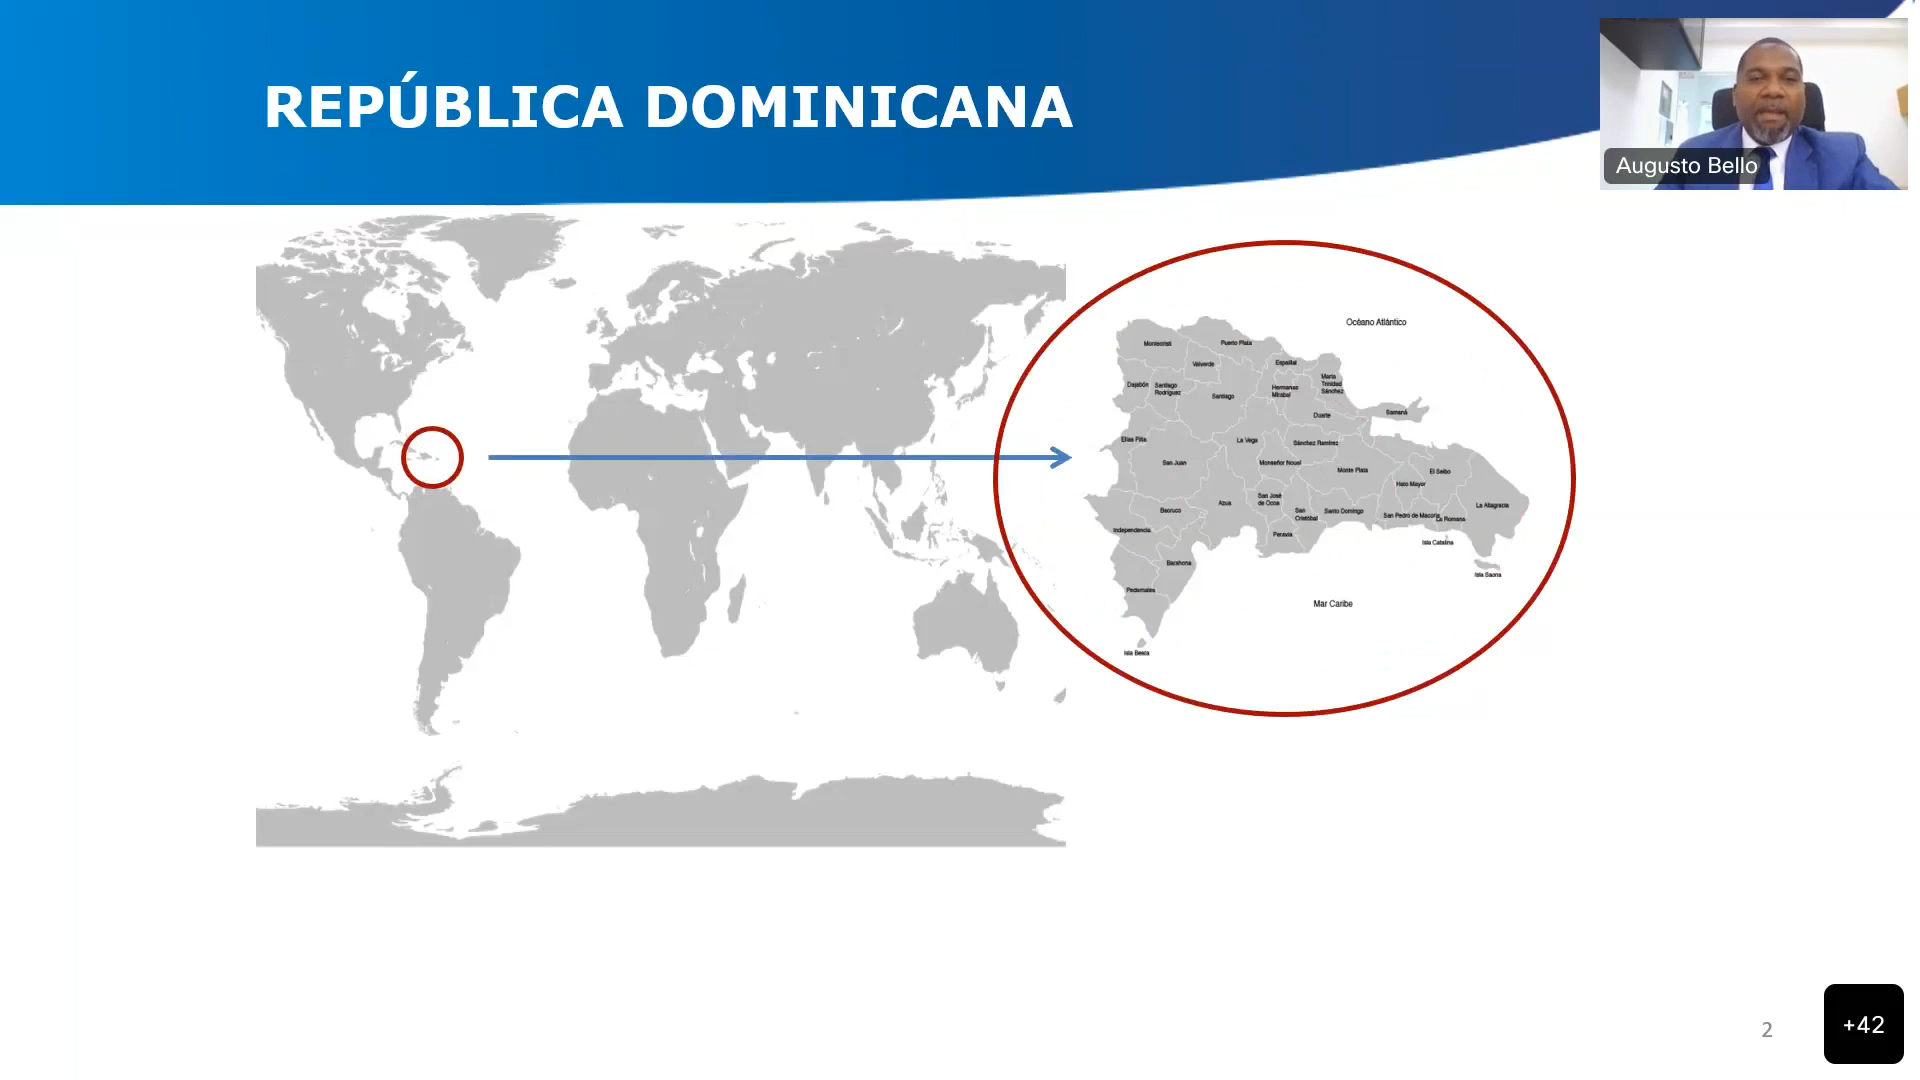 REPÚBLICA DOMINICANA
Augusto Bello
Océano Atlántico
Montecristi
Puerto Plata
Valverde
Espaillat
Dajabón
Santiago
Rodríguez
Santiago
Hermanas
Mirabal
María
Trinidad
Sánchez
Duarte
Samaná
Elías Piña
La Vega
Sánchez Ramírez
San Juan
Monseñor Nouel
Monte Plata
El Seibo
Hato Mayor
Azua
San José
de Ocoa
Baoruco
San
Cristóbal
Santo Domingo
San Pedro de Macorís
La Romana
La Altagracia
Independencia
Peravia
Isla Catalina
Barahona
Isla Saona
Pedernales
Mar Caribe
Isla Beata
2
+42